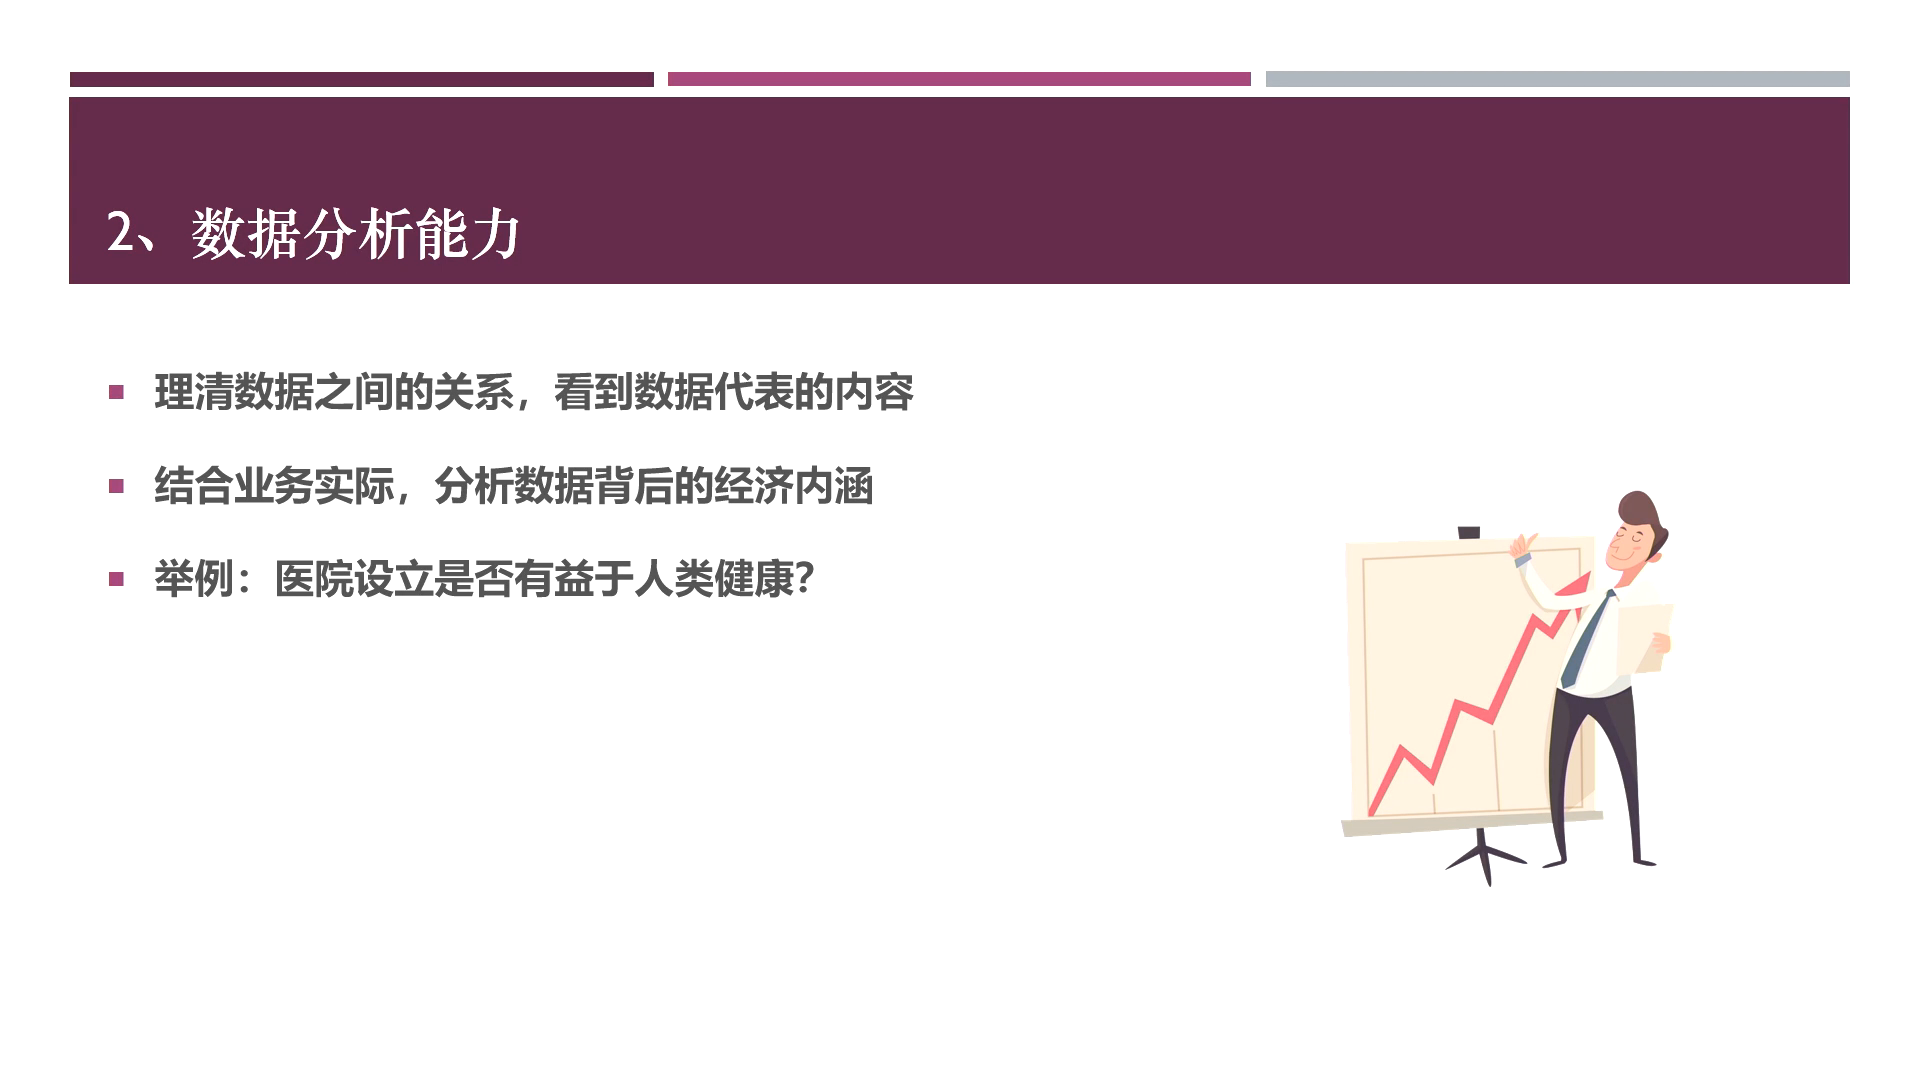 2、数据分析能力
理清数据之间的关系，看到数据代表的内容
结合业务实际，分析数据背后的经济内涵
举例：医院设立是否有益于人类健康？